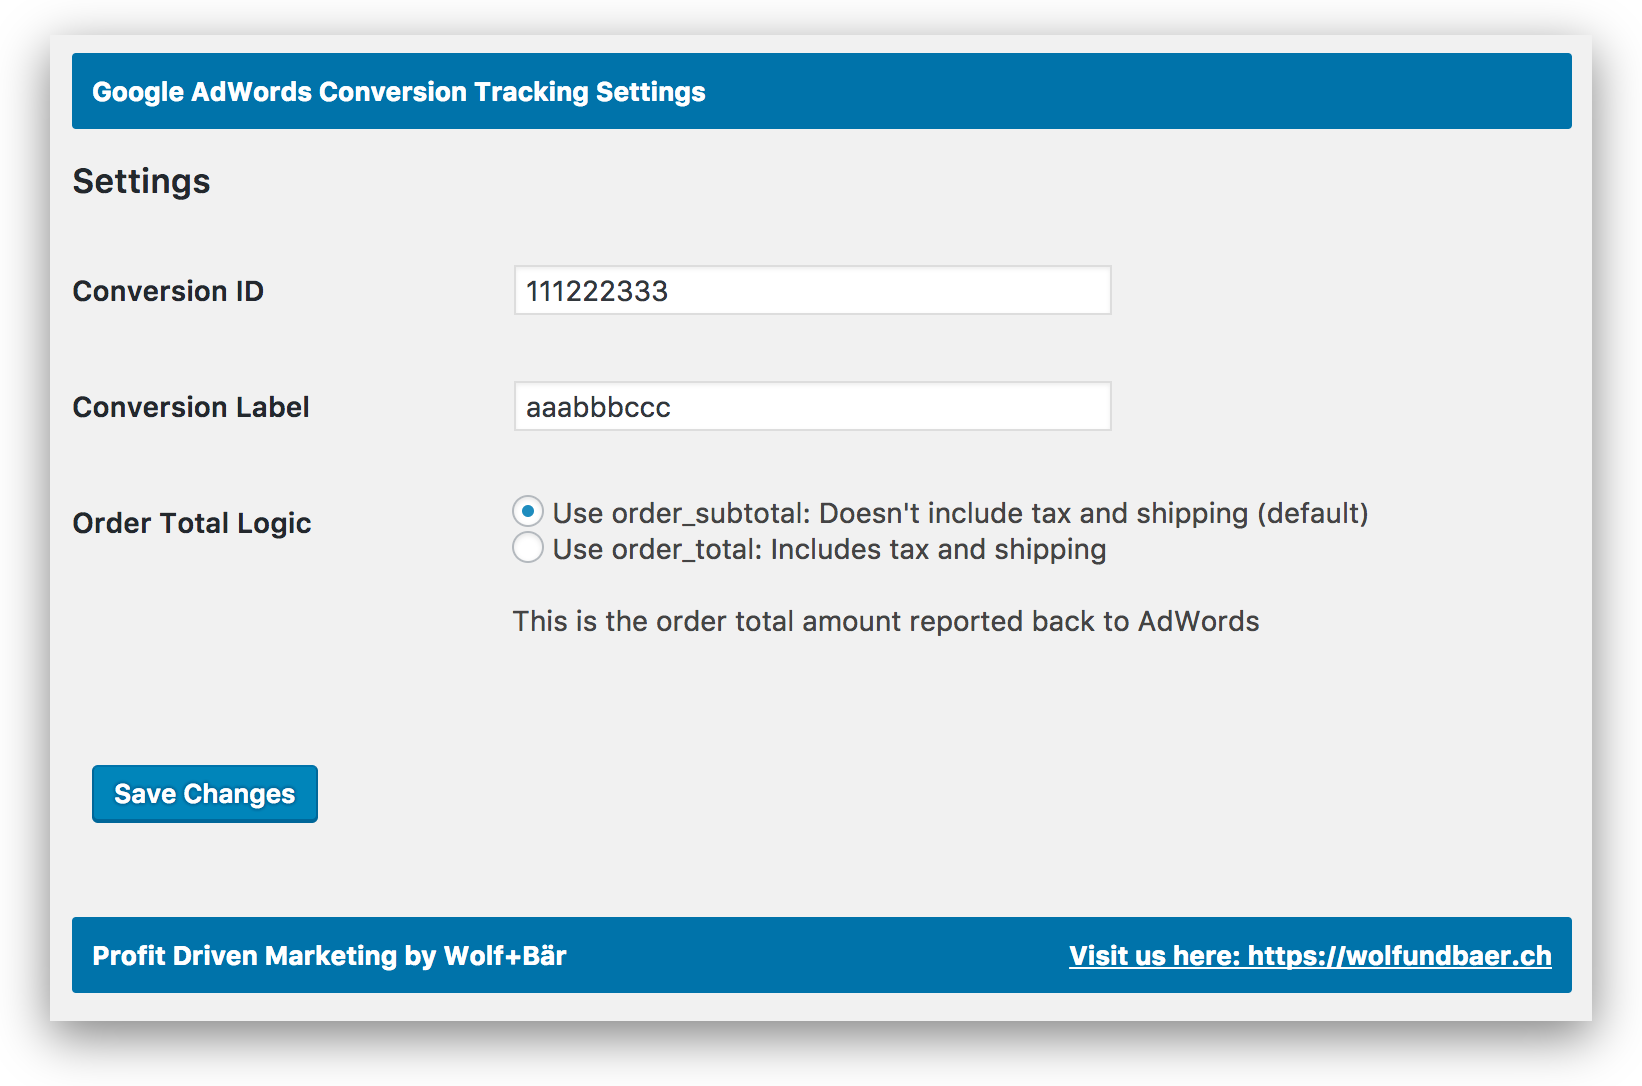 Google AdWords Conversion Tracking Settings
Settings
Conversion ID
111222333
Conversion Label
aaabbbccc
Order Total Logic
Use order_subtotal: Doesn't include tax and shipping (default)
Use order_total: Includes tax and shipping
This is the order total amount reported back to AdWords
Save Changes
Profit Driven Marketing by Wolf+Bär
Visit us here: https://wolfundbaer.ch